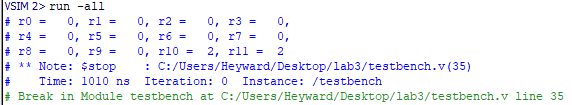 VSIM 2> run -all
# r0 =   0, r1 =   0, r2 =   0, r3 =   0,
# r4 =   0, r5 =   0, r6 =   0, r7 =   0,
# r8 =   0, r9 =   0, r10 =  2, r11 =  2
# ** Note: $stop    : C:/Users/Heyward/Desktop/lab3/testbench.v(35)
#    Time: 1010 ns  Iteration: 0  Instance: /testbench
# Break in Module testbench at C:/Users/Heyward/Desktop/lab3/testbench.v line 35